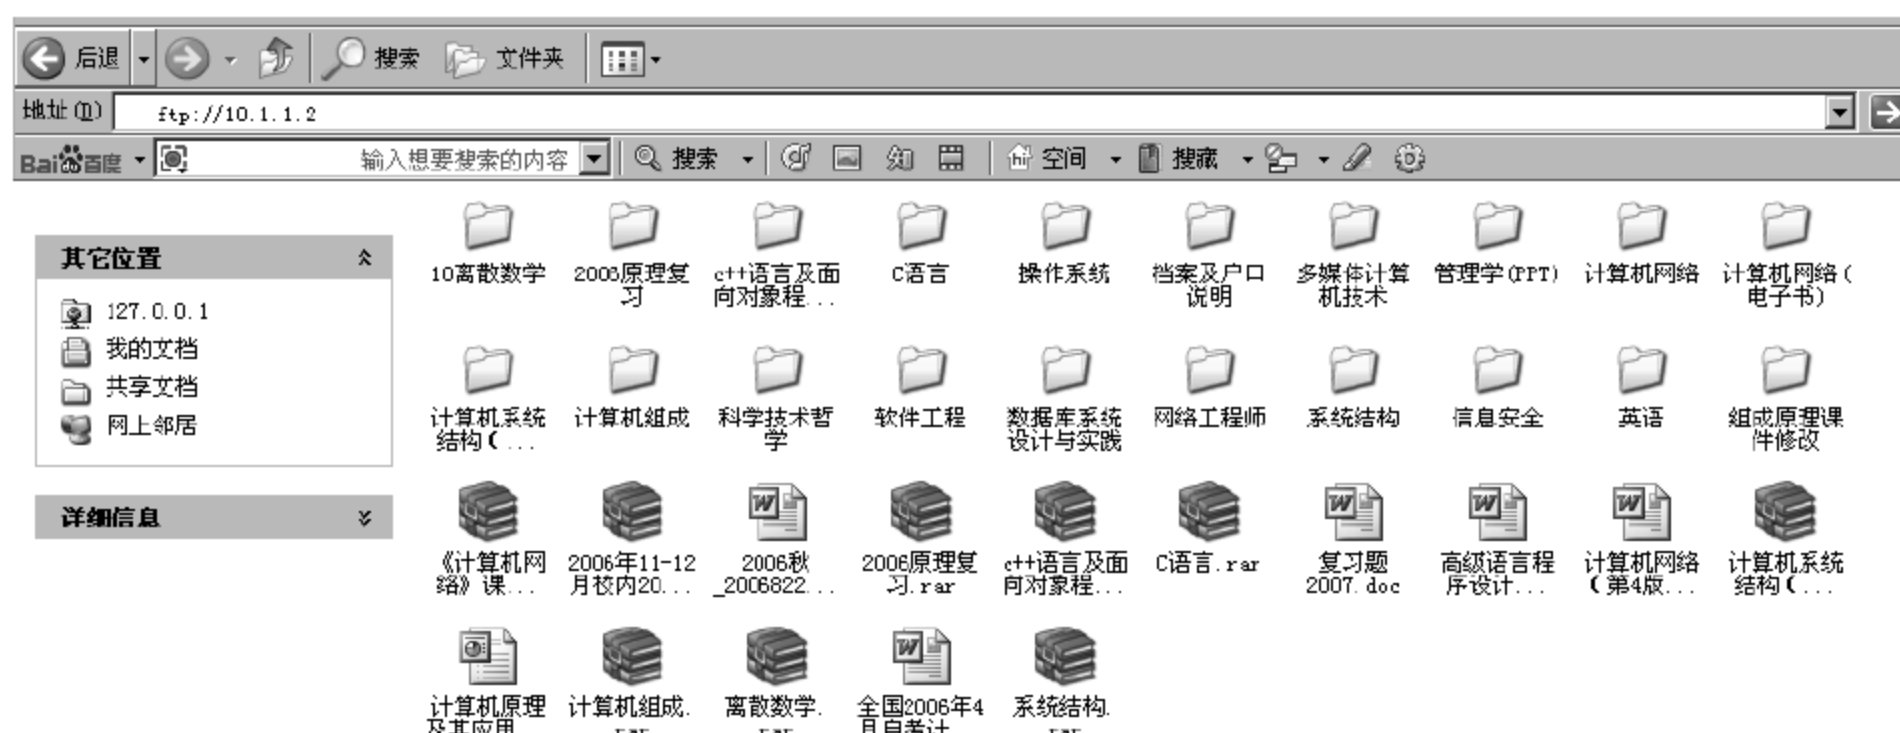 后退
搜索
文件夹
地址(D)
ftp://10.1.1.2
Bai百度
输入想要搜索的内容
搜索
知
hi
空间
搜藏
其它位置
127.0.0.1
我的文档
共享文档
网上邻居
详细信息
10离散数学
2006原理复
习
c++语言及面
向对象程...
C语言
操作系统
档案及户口
说明
多媒体计算
机技术
管理学(PPT)
计算机网络
计算机网络(
电子书)
计算机系统
结构(...
计算机组成
科学技术哲
学
软件工程
数据库系统
设计与实践
网络工程师
系统结构
信息安全
英语
组成原理课
件修改
《计算机网
络》课...
2006年11-12
月校内20...
2006秋
_2006822...
2006原理复
习.rar
c++语言及面
向对象程...
C语言.rar
复习题
2007.doc
高级语言程
序设计...
计算机网络
(第4版...
计算机系统
结构(...
计算机原理
及其应用
计算机组成.
离散数学.
全国2006年4
月自考计
系统结构.